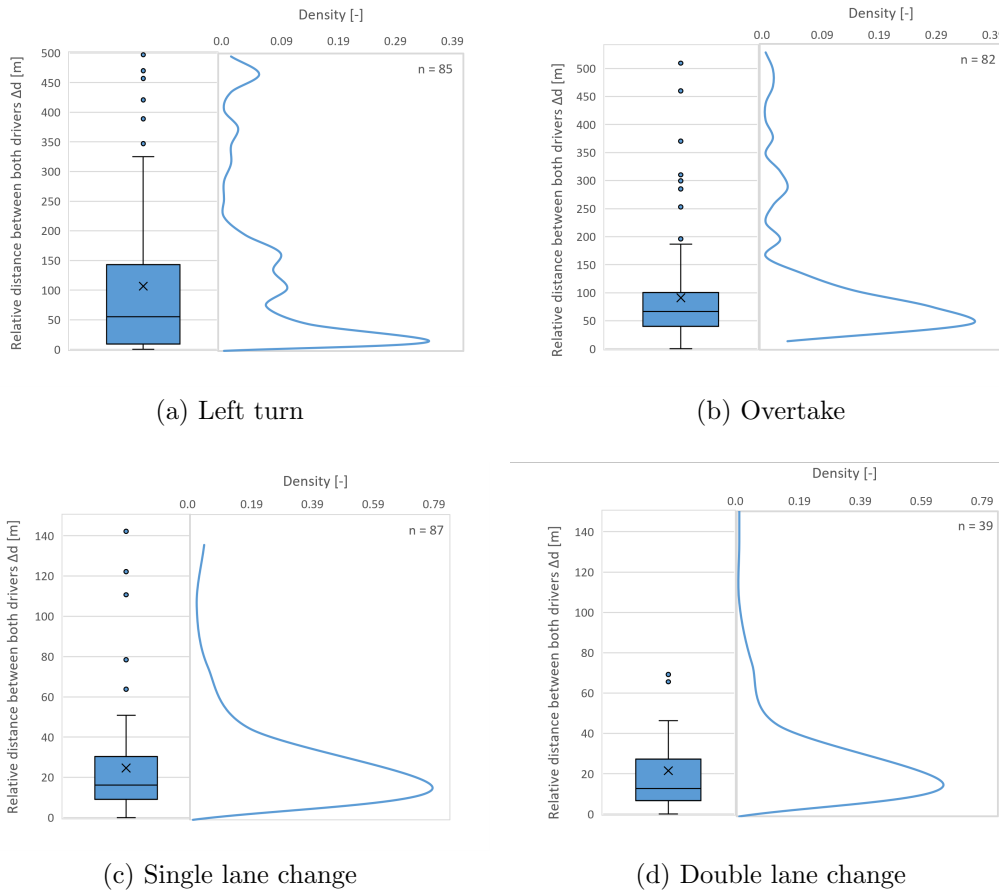 Density [-]
0.0 0.09 0.19 0.29 0.39
n = 85
Relative distance between both drivers Δd [m]
500
450
400
350
300
250
200
150
100
50
0
(a) Left turn
Density [-]
0.0 0.09 0.19 0.29
n = 82
Relative distance between both drivers Δd [m]
500
450
400
350
300
250
200
150
100
50
0
(b) Overtake
Density [-]
0.0 0.19 0.39 0.59 0.79
n = 87
Relative distance between both drivers Δd [m]
140
120
100
80
60
40
20
0
(c) Single lane change
Density [-]
0.0 0.19 0.39 0.59 0.79
n = 39
Relative distance between both drivers Δd [m]
140
120
100
80
60
40
20
0
(d) Double lane change